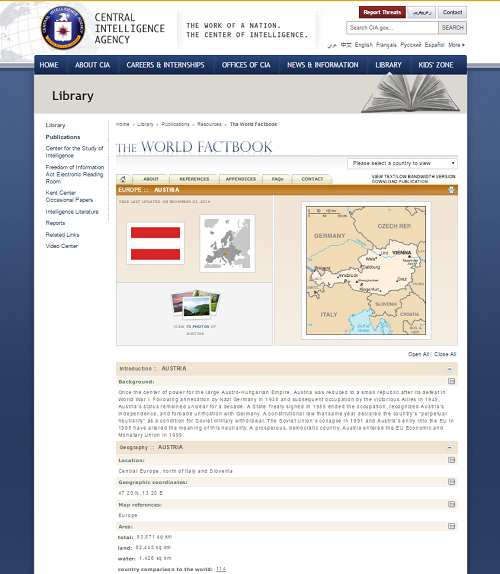 CENTRAL
INTELLIGENCE
AGENCY
THE WORK OF A NATION.
THE CENTER OF INTELLIGENCE.
Report Threats
Contact
Search CIA.gov...
SEARCH
عربي 中文 English Français Русский Español More
HOME ABOUT CIA CAREERS & INTERNSHIPS OFFICES OF CIA NEWS & INFORMATION LIBRARY KIDS' ZONE
Library
Library
Publications
Center for the Study of
Intelligence
Freedom of Information
Act Electronic Reading
Room
Kent Center
Occasional Papers
Intelligence Literature
Reports
Related Links
Video Center
Home Library Publications Resources The World Factbook
THE WORLD FACTBOOK
Please select a country to view
ABOUT REFERENCES APPENDICES FAQs CONTACT
VIEW TEXT/LOW BANDWIDTH VERSION
DOWNLOAD PUBLICATION
EUROPE :: AUSTRIA
PAGE LAST UPDATED ON NOVEMBER 03, 2016
VIEW 75 PHOTOS OF
AUSTRIA
CZECH REP.
GERMANY
VIENNA
Linz
Wels
Salzburg
Bregenz
Innsbruck
Graz
Klagenfurt
ITALY
SLOVENIA
CROATIA
Open All | Close All
Introduction :: AUSTRIA
Background:
Once the center of power for the large Austro-Hungarian Empire, Austria was reduced to a small republic after its defeat in
World War I. Following annexation by Nazi Germany in 1938 and subsequent occupation by the victorious Allies in 1945,
Austria's status remained unclear for a decade. A State Treaty signed in 1955 ended the occupation, recognized Austria's
independence, and forbade unification with Germany. A constitutional law that same year declared the country's "perpetual
neutrality" as a condition for Soviet military withdrawal. The Soviet Union's collapse in 1991 and Austria's entry into the EU in
1995 have altered the meaning of this neutrality. A prosperous, democratic country, Austria entered the EU Economic and
Monetary Union in 1999.
Geography :: AUSTRIA
Location:
Central Europe, north of Italy and Slovenia
Geographic coordinates:
47 20 N, 13 20 E
Map references:
Europe
Area:
total: 83,871 sq km
land: 82,445 sq km
water: 1,426 sq km
country comparison to the world: 114